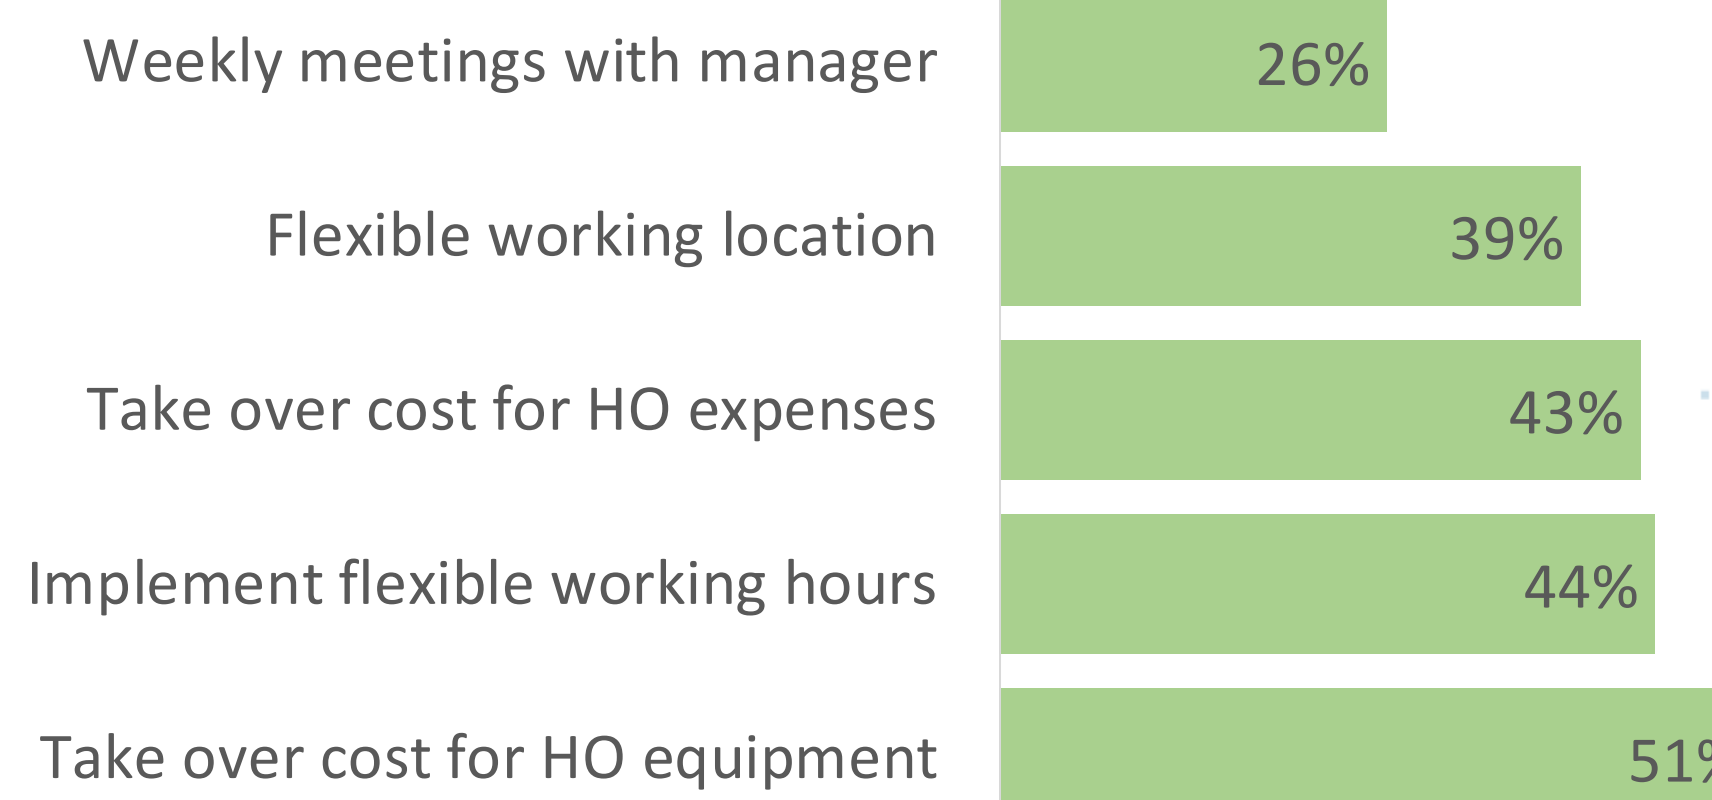 Weekly meetings with manager 26%
Flexible working location 39%
Take over cost for HO expenses 43%
Implement flexible working hours 44%
Take over cost for HO equipment 51%